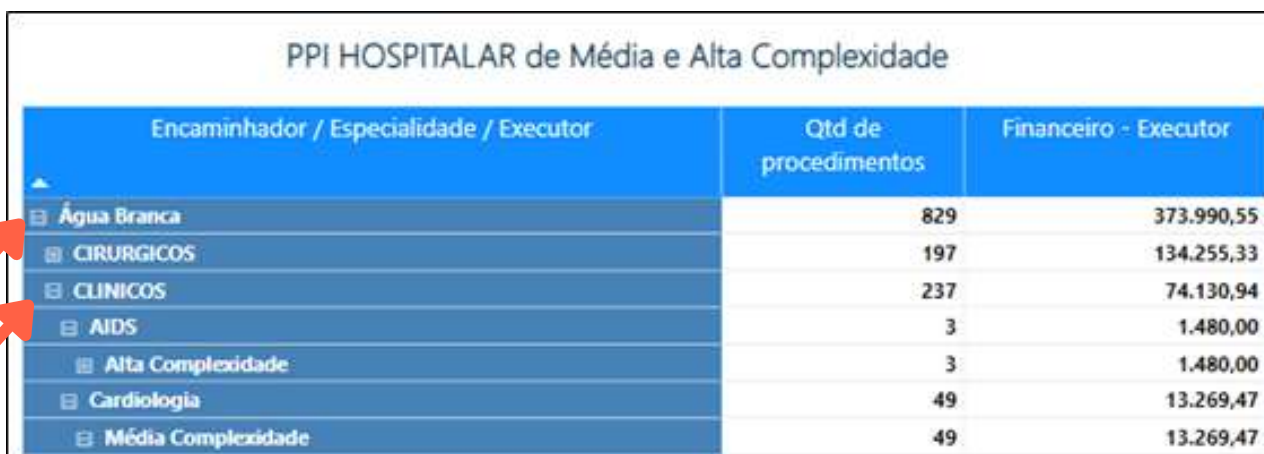 PPI HOSPITALAR de Média e Alta Complexidade
Encaminhador / Especialidade / Executor Qtd de procedimentos Financeiro - Executor
Água Branca 829 373.990,55
CIRURGICOS 197 134.255,33
CLINICOS 237 74.130,94
AIDS 3 1.480,00
Alta Complexidade 3 1.480,00
Cardiologia 49 13.269,47
Média Complexidade 49 13.269,47